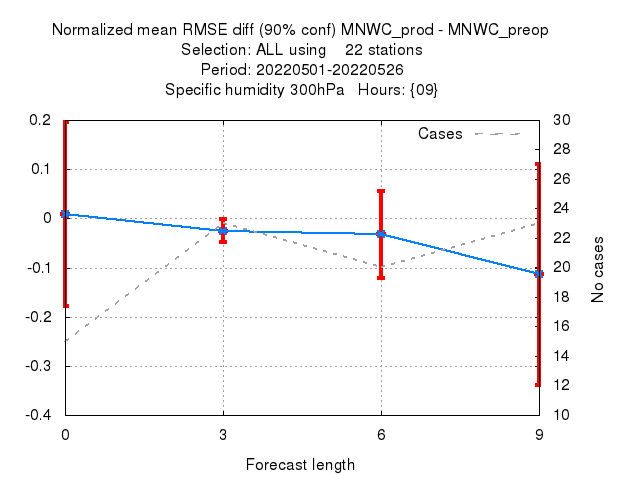 Normalized mean RMSE diff (90% conf) MNWC_prod - MNWC_preop
Selection: ALL using    22 stations
Period: 20220501-20220526
Specific humidity 300hPa   Hours: {09}
Cases
0.2
0.1
0
-0.1
-0.2
-0.3
-0.4
30
28
26
24
22
20
18
16
14
12
10
No cases
0 3 6 9
Forecast length